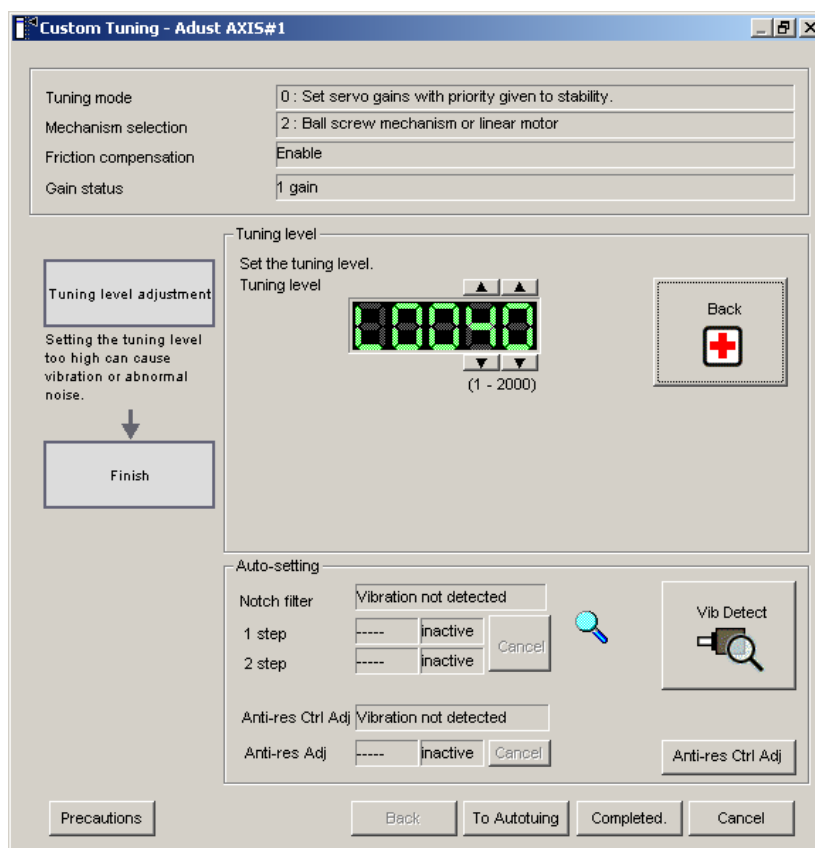 Custom Tuning - Adust AXIS#1
Tuning mode
0 : Set servo gains with priority given to stability.
Mechanism selection
2 : Ball screw mechanism or linear motor
Friction compensation
Enable
Gain status
1 gain
Tuning level adjustment
Setting the tuning level
too high can cause
vibration or abnormal
noise.
Finish
Tuning level
Set the tuning level.
Tuning level
L0040
(1 - 2000)
Back
Auto-setting
Notch filter
Vibration not detected
1 step
-----
inactive
Cancel
2 step
-----
inactive
Vib Detect
Anti-res Ctrl Adj
Vibration not detected
Anti-res Adj
-----
inactive
Cancel
Anti-res Ctrl Adj
Precautions
Back
To Autotuing
Completed.
Cancel